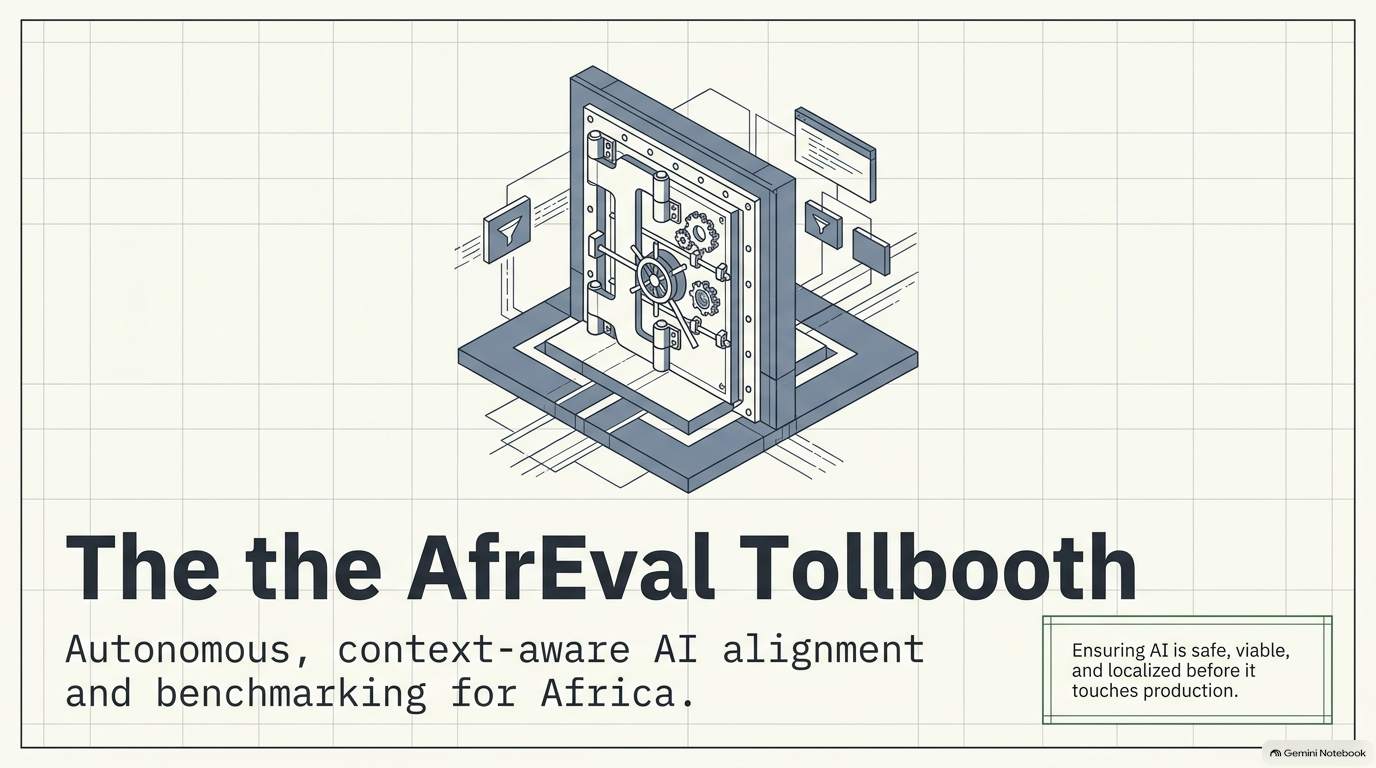 The the AfrEval Tollbooth
Autonomous, context-aware AI alignment
and benchmarking for Africa.
Ensuring AI is safe, viable,
and localized before it
touches production.
Gemini Notebook